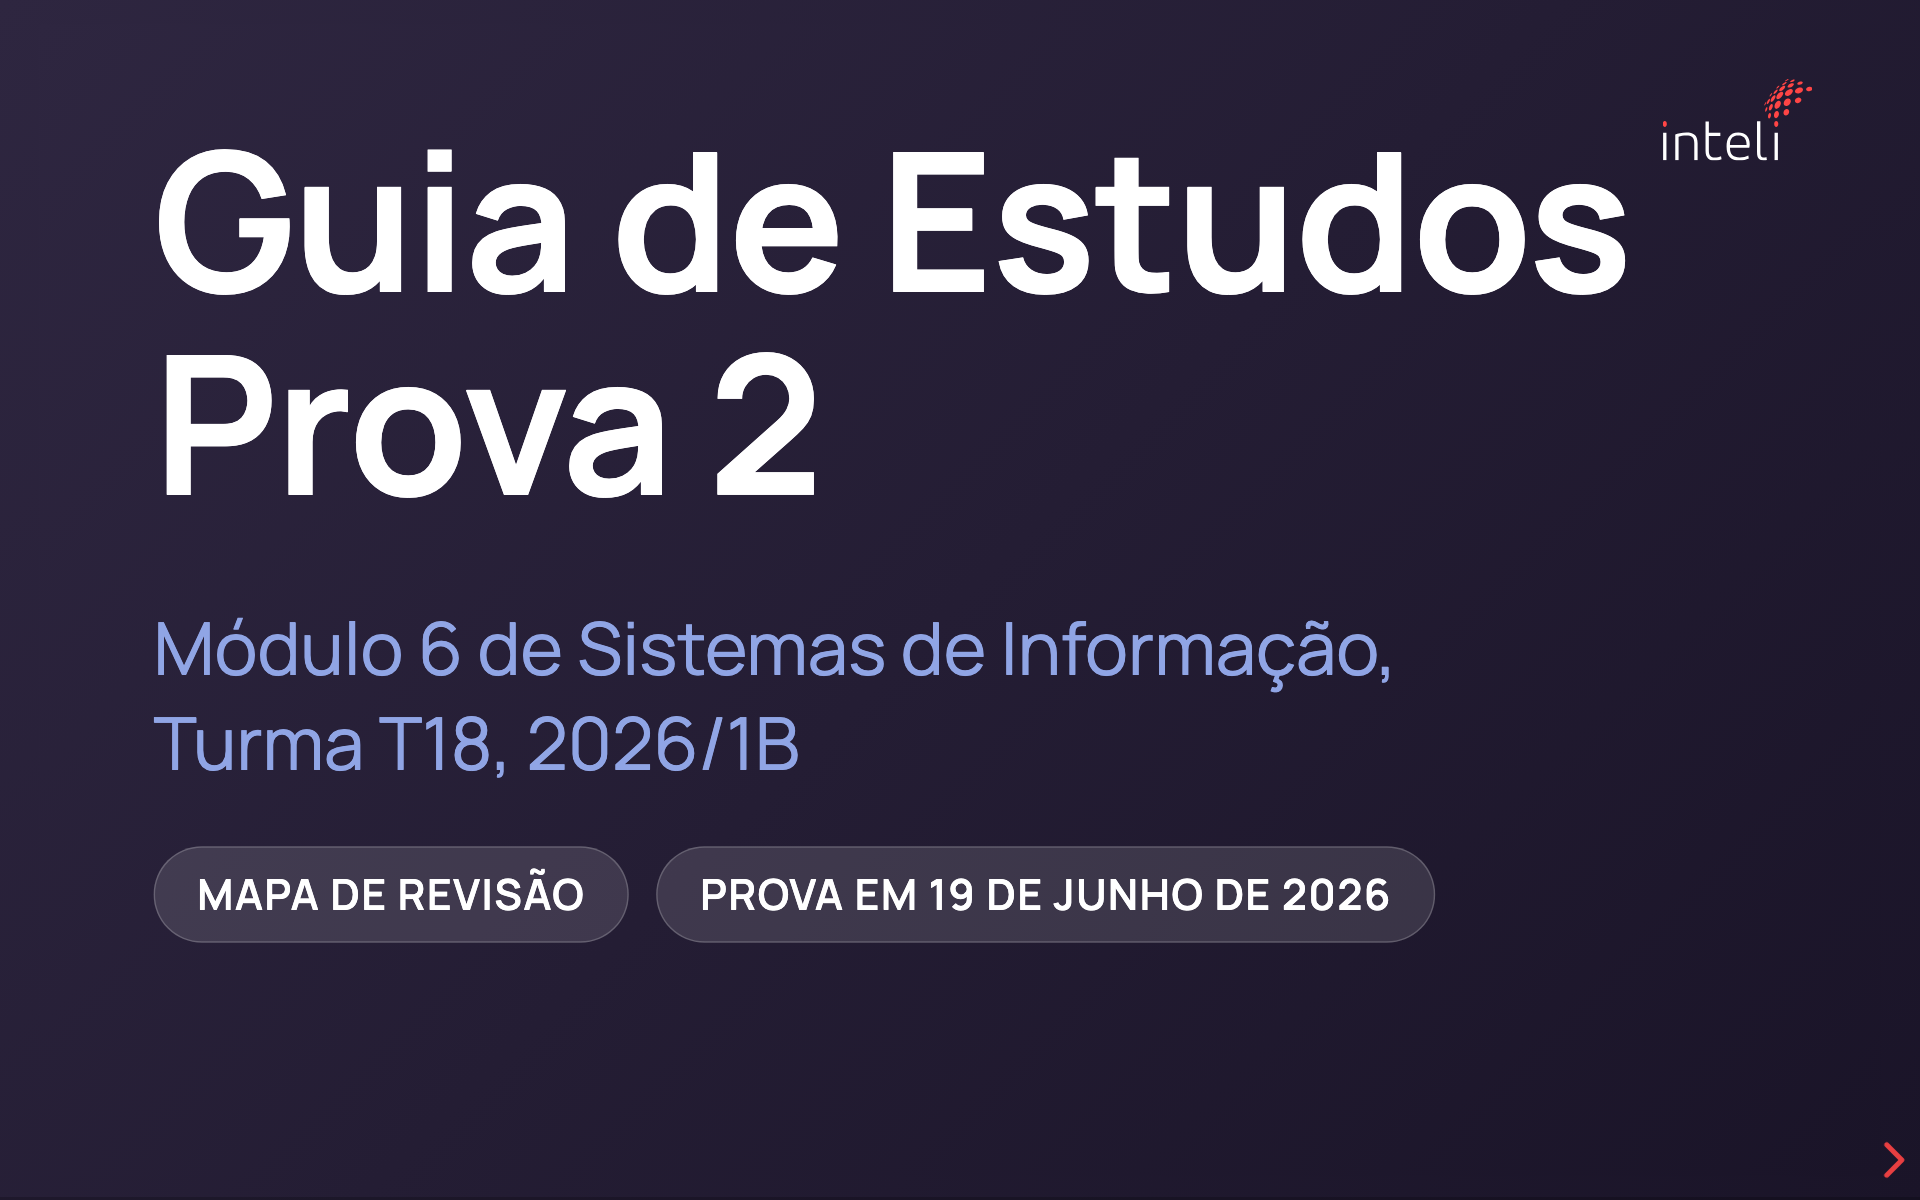 inteli
Guia de Estudos
Prova 2
Módulo 6 de Sistemas de Informação,
Turma T18, 2026/1B
MAPA DE REVISÃO
PROVA EM 19 DE JUNHO DE 2026